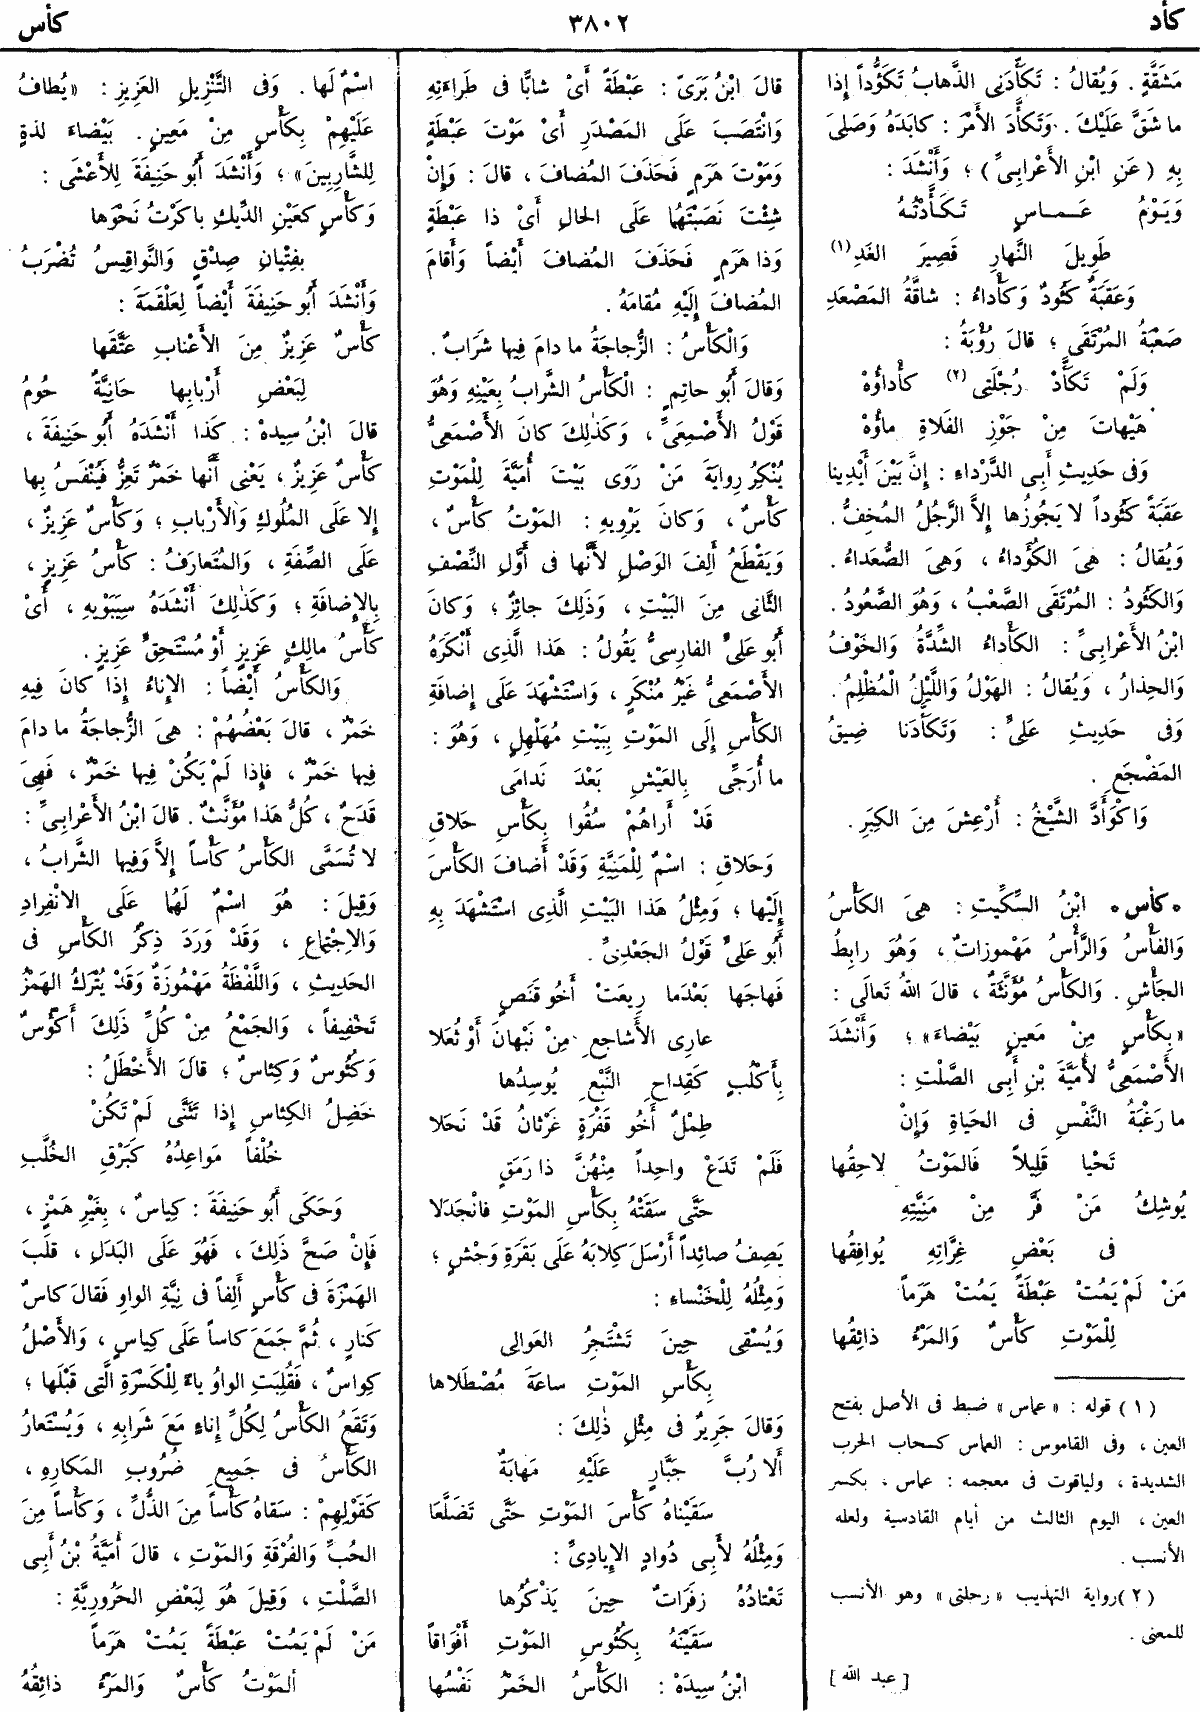 كأد
٣٨٠٢
كأس
مَشَقَّةٍ . وَيُقالُ : تَكَأَّدَنِى الذَّهابُ تَكَؤُّداً إِذا
ما شَقَّ عَلَيْكَ . وَتَكَأَّدَ الأَمْرَ : كابَدَهُ وَصَلِىَ
بِهِ ( عَنِ ابْنِ الأَعْرابِىِّ ) ؛ وَأَنْشَدَ :
وَيَوْمُ عَـمـاسٍ تَـكَـأَّدْتُـهُ
طَوِيلَ النَّهارِ قَصِيرَ الغَدِ (١)
وَعَقَبَةٌ كَئُودٌ وَكَأْداءُ : شاقَّةُ المَصْعَدِ
صَعْبَةُ المُرْتَقَى ؛ قالَ رُؤْبَةُ :
وَلَمْ تَكَأَّدْ رُجْلَتِى (٢) كَأْداؤُهْ
هَيْهاتَ مِنْ جَوْزِ الفَلاةِ ماؤُهْ
وَفِى حَدِيثِ أَبِى الدَّرْداءِ : إِنَّ بَيْنَ أَيْدِينا
عَقَبَةً كَئُوداً لا يَجُوزُها إِلاَّ الرَّجُلُ المُخِفُّ .
وَيُقالُ : هِىَ الكُؤَداءُ ، وَهِىَ الصُّعَداءُ .
وَالكَئُودُ : المُرْتَقَى الصَّعْبُ ، وَهُوَ الصَّعُودُ .
ابْنُ الأَعْرابِىِّ : الكَأْداءُ الشِّدَّةُ وَالخَوْفُ
وَالحِذارُ ، وَيُقالُ : الهَوْلُ وَاللَّيْلُ المُظْلِمُ .
وَفِى حَدِيثِ عَلِىٍّ : وَتَكَأَّدَنا ضِيقُ
المَضْجَعِ .
وَاكْوَأَدَّ الشَّيْخُ : أُرْعِشَ مِنَ الكِبَرِ .
* كأس * ابْنُ السِّكِّيتِ : هِىَ الكَأْسُ
وَالفَأْسُ وَالرَّأْسُ مَهْموزاتٌ ، وَهُوَ رابِطُ
الجَأْشِ . وَالكَأْسُ مُؤَنَّثَةٌ ، قالَ اللهُ تَعالَى :
« بِكَأْسٍ مِنْ مَعينٍ بَيْضاءَ » ؛ وَأَنْشَدَ
الأَصْمَعِىُّ لأُمَيَّةَ بْنِ أَبِى الصَّلْتِ :
ما رَغْبَةُ النَّفْسِ فى الحَياةِ وَإِنْ
تَحْيا قَلِيلاً فَالمَوْتُ لاحِقُها
يُوشِكُ مَنْ فَرَّ مِنْ مَنِيَّتِهِ
فى بَعْضِ غِرَّاتِهِ يُوافِقُها
مَنْ لَمْ يَمُتْ عَبْطَةً يَمُتْ هَرَماً
لِلْمَوْتِ كَأْسٌ وَالمَرْءُ ذائِقُها
( ١ ) قوله : « عماس » ضبط فى الأصل بفتح
العين ، وفى القاموس : العماس كسحاب الحرب
الشديدة ، ولياقوت فى معجمه : عماس ، بكسر
العين ، اليوم الثالث من أيام القادسية ولعله
الأنسب .
( ٢ ) رواية التهذيب « رحلتى » وهو الأنسب
للمعنى .
[ عبد الله ]
قالَ ابْنُ بَرِّىّ : عَبْطَةً أَىْ شابًّا فى طَراءَتِهِ
وَانْتَصَبَ عَلَى المَصْدَرِ أَىْ مَوْتَ عَبْطَةٍ
وَمَوْتَ هَرَمٍ فَحَذَفَ المُضافَ ، قالَ : وَإِنْ
شِئْتَ نَصَبْتَهُما عَلَى الحالِ أَىْ ذا عَبْطَةٍ
وَذا هَرَمٍ فَحَذَفَ المُضافَ أَيْضاً وَأَقامَ
المُضافَ إِلَيْهِ مُقامَهُ .
وَالْكَأْسُ : الزُّجاجَةُ ما دامَ فِيها شَرابٌ .
وَقالَ أَبُو حاتِمٍ : الْكَأْسُ الشَّرابُ بِعَيْنِهِ وَهُوَ
قَوْلُ الأَصْمِعَىِّ ، وَكَذٰلِكَ كانَ الأَصْمَعِىُّ
يُنْكِرُ رِوايَةَ مَنْ رَوَى بَيْتَ أُمَيَّةَ لِلْمَوْتِ
كَأْسٌ ، وَكانَ يَرْوِيهِ : المَوْتُ كَأْسٌ ،
وَيَقْطَعُ أَلِفَ الوَصْلِ لأَنَّها فى أَوَّلِ النِّصْفِ
الثَّانِى مِنَ البَيْتِ ، وَذَلِكَ جائِزٌ ؛ وَكانَ
أَبُو عَلِىٍّ الفارِسِىُّ يَقُولُ : هَذا الَّذِى أَنْكَرَهُ
الأَصْمَعِىُّ غَيْرُ مُنْكَرٍ ، وَاسْتَشْهَدَ عَلَى إِضافَةِ
الكَأْسِ إِلَى المَوْتِ بِبَيْتِ مُهَلْهِلٍ ، وَهُوَ :
ما أُرَجِّى بِالعَيْشِ بَعْدَ نَدامَى
قَدْ أَراهُمْ سُقُوا بِكَأْسِ حَلاقِ
وَحَلاقِ : اسْمٌ لِلْمَنِيَّةِ وَقَدْ أَضافَ الكَأْسَ
إِلَيْها ؛ وَمِثْلُ هَذا البَيْتِ الَّذِى اسْتَشْهَدَ بِهِ
أَبُو عَلِىٍّ قَوْلُ الجَعْدِىِّ .
فَهاجَها بَعْدَما رِيعَتْ أَخُو قَنَصٍ
عارِى الأَشاجِعِ مِنْ نَبْهانَ أَوْ ثُعَلا
بِأَكْلُبٍ كَقِداحِ النَّبْعِ يُوسِدُها
طِمْلٌ أَخُو قَفْرَةٍ غَرْثانُ قَدْ نَحَلا
فَلَمْ تَدَعْ واحِداً مِنْهُنَّ ذا رَمَقٍ
حَتَّى سَقَتْهُ بِكَأْسِ المَوْتِ فانْجَدَلا
يَصِفُ صائِداً أَرْسَلَ كِلابَهُ عَلَى بَقَرَةِ وَحْشٍ ؛
وَمِثْلُهُ لِلْخَنْساءِ :
وَيُسْقِى حِينَ تَشْتَجِرُ العَوالِى
بِكَأْسِ المَوْتِ ساعَةَ مُصْطَلاها
وَقالَ جَرِيرٌ فى مِثْلِ ذٰلِكَ :
أَلا رُبَّ جَبَّارٍ عَلَيْهِ مَهابَةٌ
سَقَيْناهُ كَأْسَ المَوْتِ حَتَّى تَضَلَّعَا
وَمِثْلُهُ لأَبِى دُوادٍ الإِيادِىِّ :
تَعْتادُهُ زَفَراتٌ حِينَ يَذْكُرُها
سَقَيْنَهُ بِكُئُوسِ المَوْتِ أَفْوَاقاً
ابْنُ سِيدَهْ : الكَأْسُ الخَمْرُ نَفْسُها
اسْمٌ لَها . وَفِى التَّنْزِيلِ العَزِيزِ : « يُطافُ
عَلَيْهِمْ بِكَأْسٍ مِنْ مَعِينٍ . بَيْضاءَ لذةٍ
لِلشَّارِبِينَ » ؛ وَأَنْشَدَ أَبُو حَنِيفَةَ لِلأَعْشَى :
وَكَأْسٍ كعَيْنِ الدِّيكِ باكَرْتُ نَحْوَها
بِفِتْيانِ صِدْقٍ وَالنَّواقِيسُ تُضْرَبُ
وَأَنْشَدَ أَبُو حَنِيفَةَ أَيْضاً لِعَلْقَمَةَ :
كَأْسٌ عَزِيزٌ مِنَ الأَعْنابِ عَتَّقَها
لِبَعْضِ أَرْبابِها حَانِيَّةٌ حُومُ
قالَ ابْنُ سِيدهْ : كَذا أَنْشَدَهُ أَبُو حَنِيفَةَ ،
كَأْسٌ عَزِيزٌ ، يَعْنِى أَنَّها خَمْرٌ تَعِزُّ فَيُنْفَسُ بِها
إِلا عَلَى المُلُوكِ وَالأَرْبابِ ؛ وَكَأْسٌ عَزِيزٌ ،
عَلَى الصِّفَةِ ، وَالمُتَعارَفُ : كَأْسُ عَزِيزٍ ،
بِالإِضافَةِ ؛ وَكَذٰلِكَ أَنْشَدَهُ سِيبَوَيْهِ ، أَىْ
كَأْسُ مالِكٍ عَزِيزٍ أَوْ مُسْتَحِقٍّ عَزِيزٍ .
وَالكَأْسُ أَيْضاً : الإِناءُ إِذا كانَ فِيهِ
خَمْرٌ ، قالَ بَعْضُهُمْ : هِىَ الزُّجاجَةُ ما دامَ
فِيها خَمْرٌ ، فَإِذا لَمْ يَكُنْ فِيها خَمْرٌ ، فَهِىَ
قَدَحٌ ، كُلُّ هَذا مُؤَنَّثٌ . قالَ ابْنُ الأَعْرابِىِّ :
لا تُسَمَّى الكَأْسُ كَأْساً إِلاَّ وَفِيها الشَّرابُ ،
وَقِيلَ : هُوَ اسْمٌ لَهُما عَلَى الانْفِرادِ
وَالاِجْتِماعِ ، وَقَدْ وَرَدَ ذِكْرُ الكَأْسِ فى
الحَدِيثِ ، وَاللَّفْظَةُ مَهْمُوزَةٌ وَقَدْ يُتْرَكُ الهَمْزُ
تَخْفِيفاً ، وَالجَمْعُ مِنْ كُلِّ ذَلِكَ أَكْؤُسٌ
وَكُئُوسٌ وَكِئاسٌ ؛ قالَ الأَخْطَلُ :
خَضِلُ الكِئاسِ إِذا تَثَنَّى لَمْ تَكُنْ
خُلْفاً مَواعِدُهُ كَبَرْقِ الخُلَّبِ
وَحَكَى أَبُو حَنِيفَةَ : كِياسٌ ، بِغَيْرِ هَمْزٍ ،
فَإِنْ صَحَّ ذَلِكَ ، فَهُوَ عَلَى البَدَلِ ، قلَبَ
الهَمْزَةَ فى كَأْسٍ أَلِفاً فى نِيَّةِ الواوِ فَقالَ كاسٌ
كَنارٍ ، ثُمَّ جَمَعَ كاساً عَلَى كِياسٍ ، وَالأَصْلُ
كِواسٌ ، فَقُلِبَتِ الواوُ ياءً لِلْكَسْرَةِ الَّتِى قَبْلَها ؛
وَتَقَعُ الكَأْسُ لِكُلِّ إِناءٍ مَعَ شَرابِهِ ، وَيُسْتَعارُ
الكَأْسُ فى جَمِيعِ ضُرُوبِ المَكارِهِ ،
كَقَوْلِهِمْ : سَقاهُ كَأْساً مِنَ الذُّلِّ ، وَكَأْساً مِنَ
الحُبِّ وَالفُرْقَةِ وَالمَوْتِ ، قالَ أُمَيَّةُ بْنُ أَبِى
الصَّلْتِ ، وَقِيلَ هُوَ لِبَعْضِ الحَرُورِيَّةِ :
مَنْ لَمْ يَمُتْ عَبْطَةً يَمُتْ هَرَماً
أَلمَوْتُ كَأْسٌ وَالمَرْءُ ذائِقُهُ